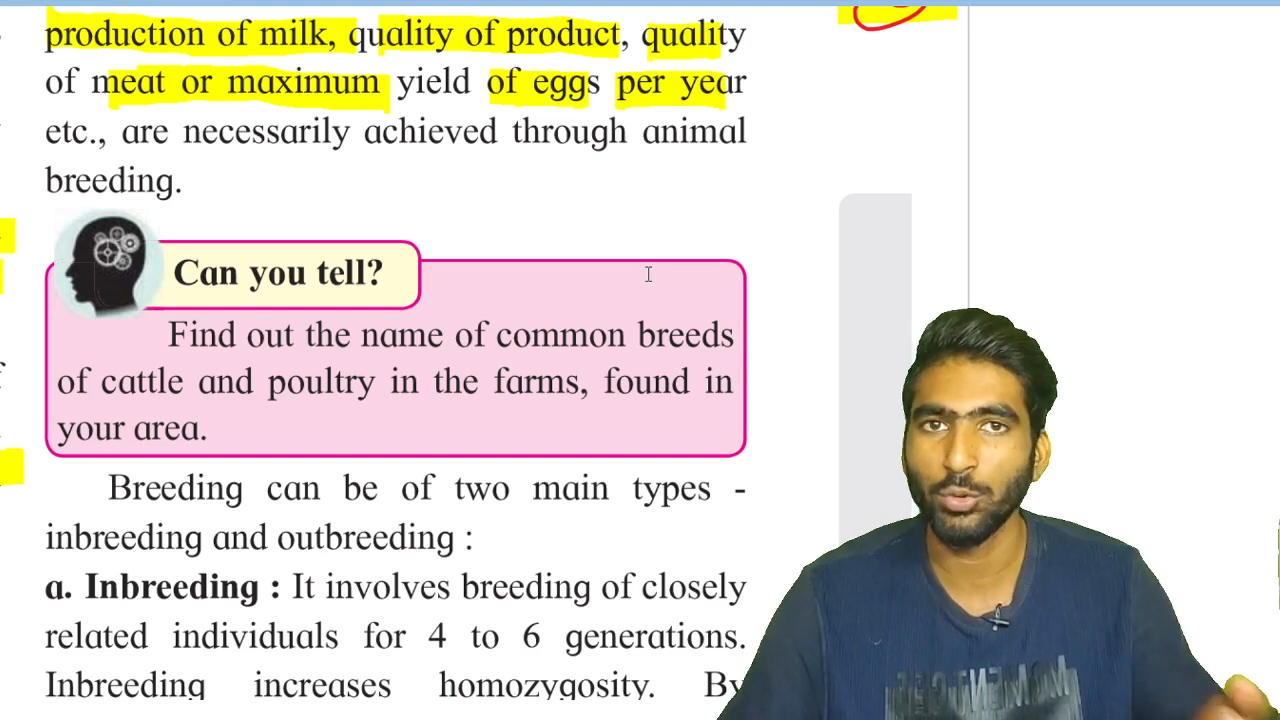 production of milk, quality of product, quality
of meat or maximum yield of eggs per year
etc., are necessarily achieved through animal
breeding.
Can you tell?
Find out the name of common breeds
of cattle and poultry in the farms, found in
your area.
Breeding can be of two main types -
inbreeding and outbreeding :
a. Inbreeding : It involves breeding of closely
related individuals for 4 to 6 generations.
Inbreeding increases homozygosity. By